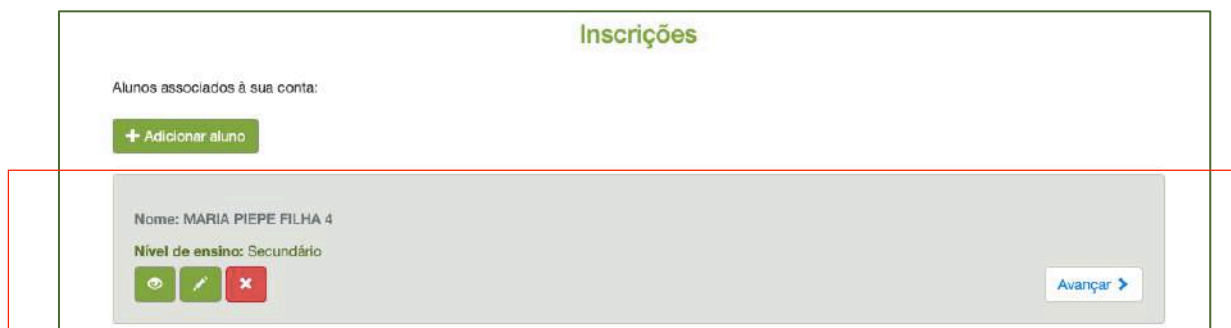 Inscrições
Alunos associados à sua conta:
+ Adicionar aluno
Nome: MARIA PIEPE FILHA 4
Nível de ensino: Secundário
Avançar